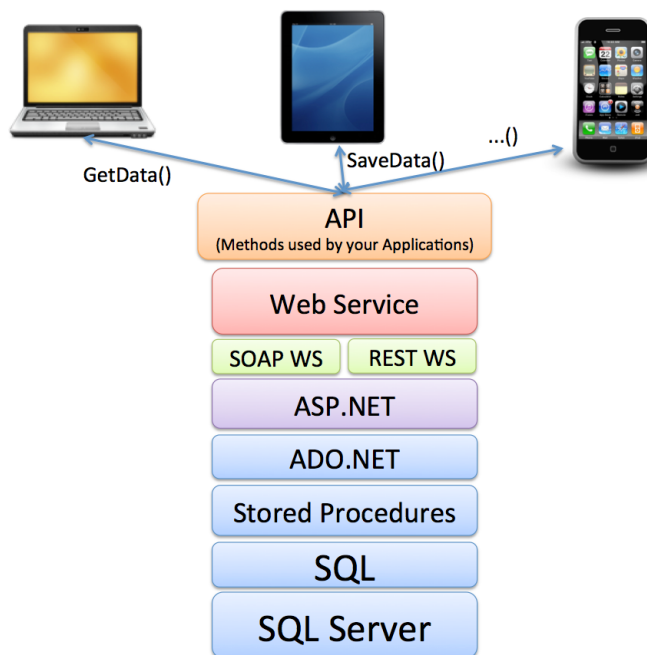 GetData()
SaveData()
...()
API
(Methods used by your Applications)
Web Service
SOAP WS
REST WS
ASP.NET
ADO.NET
Stored Procedures
SQL
SQL Server